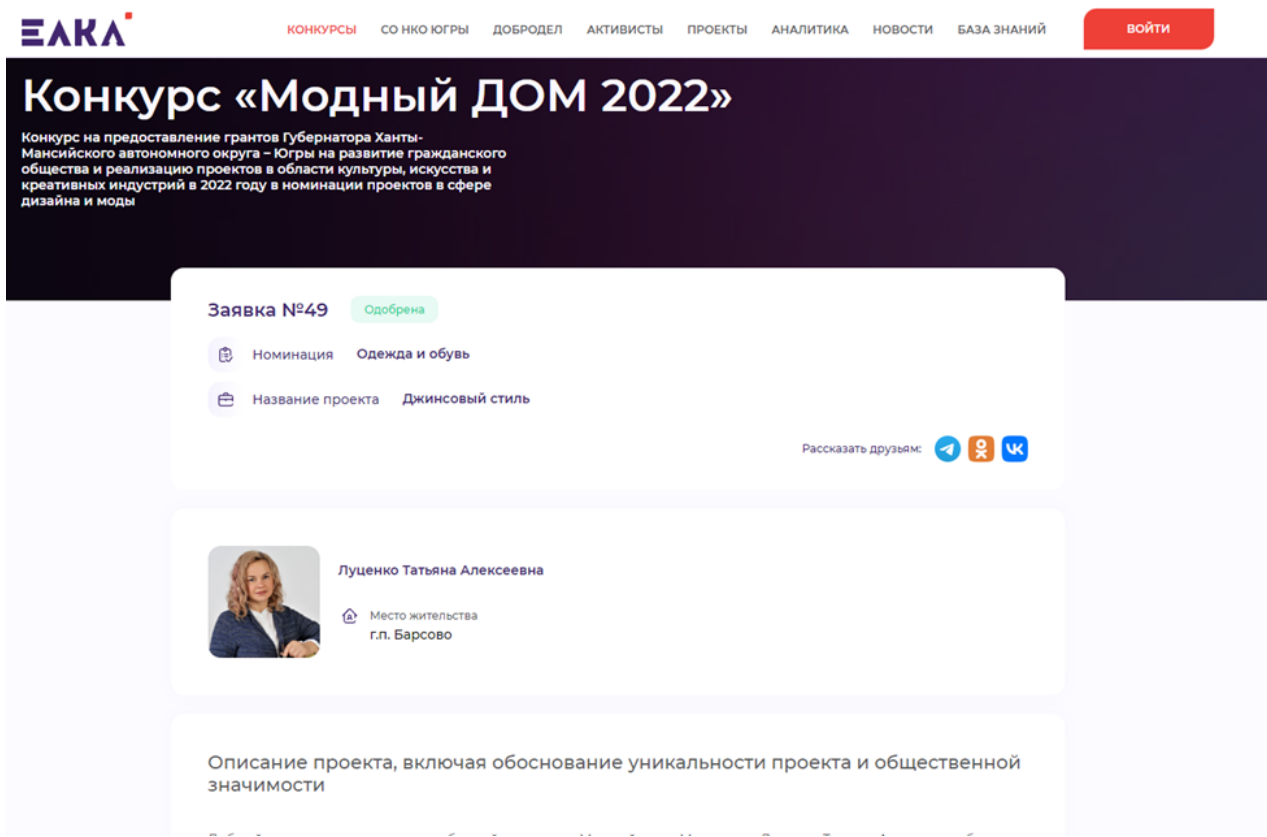 ЕЛКА
КОНКУРСЫ СО НКО ЮГРЫ ДОБРОДЕЛ АКТИВИСТЫ ПРОЕКТЫ АНАЛИТИКА НОВОСТИ БАЗА ЗНАНИЙ ВОЙТИ
Конкурс «Модный ДОМ 2022»
Конкурс на предоставление грантов Губернатора Ханты-
Мансийского автономного округа – Югры на развитие гражданского
общества и реализацию проектов в области культуры, искусства и
креативных индустрий в 2022 году в номинации проектов в сфере
дизайна и моды
Заявка №49 Одобрена
Номинация Одежда и обувь
Название проекта Джинсовый стиль
Рассказать друзьям:
Луценко Татьяна Алексеевна
Место жительства
г.п. Барсово
Описание проекта, включая обоснование уникальности проекта и общественной
значимости